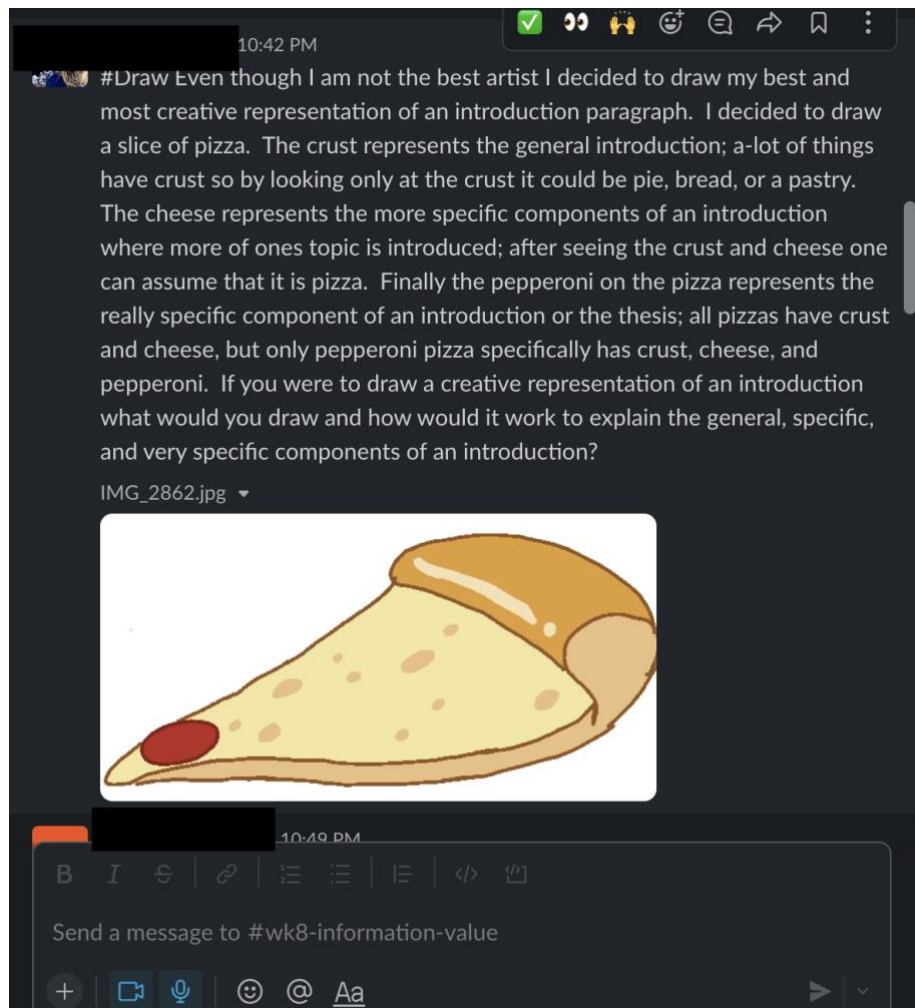 10:42 PM
#Draw Even though I am not the best artist I decided to draw my best and
most creative representation of an introduction paragraph.  I decided to draw
a slice of pizza.  The crust represents the general introduction; a-lot of things
have crust so by looking only at the crust it could be pie, bread, or a pastry.
The cheese represents the more specific components of an introduction
where more of ones topic is introduced; after seeing the crust and cheese one
can assume that it is pizza.  Finally the pepperoni on the pizza represents the
really specific component of an introduction or the thesis; all pizzas have crust
and cheese, but only pepperoni pizza specifically has crust, cheese, and
pepperoni.  If you were to draw a creative representation of an introduction
what would you draw and how would it work to explain the general, specific,
and very specific components of an introduction?
IMG_2862.jpg
10:49 PM
B I S
Send a message to #wk8-information-value
@ Aa